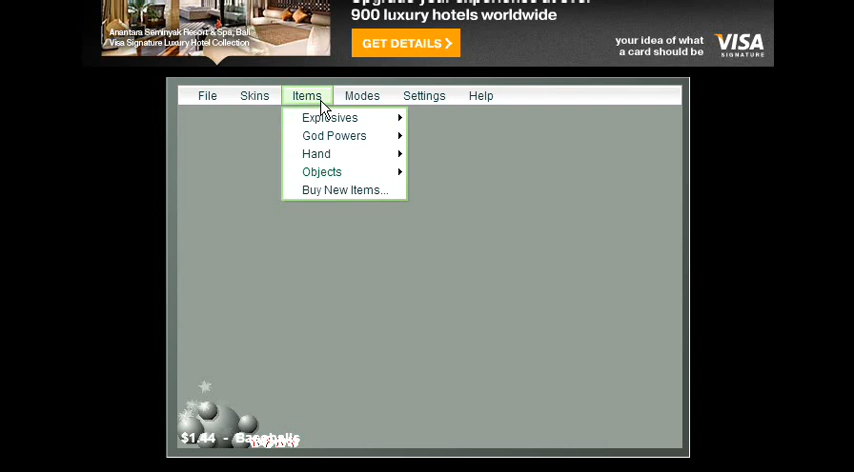 900 luxury hotels worldwide
Anantara Seminyak Resort & Spa, Bali
Visa Signature Luxury Hotel Collection
GET DETAILS
your idea of what
a card should be
VISA
SIGNATURE
File Skins Items Modes Settings Help
Explosives
God Powers
Hand
Objects
Buy New Items...
$1.44 - Baseballs